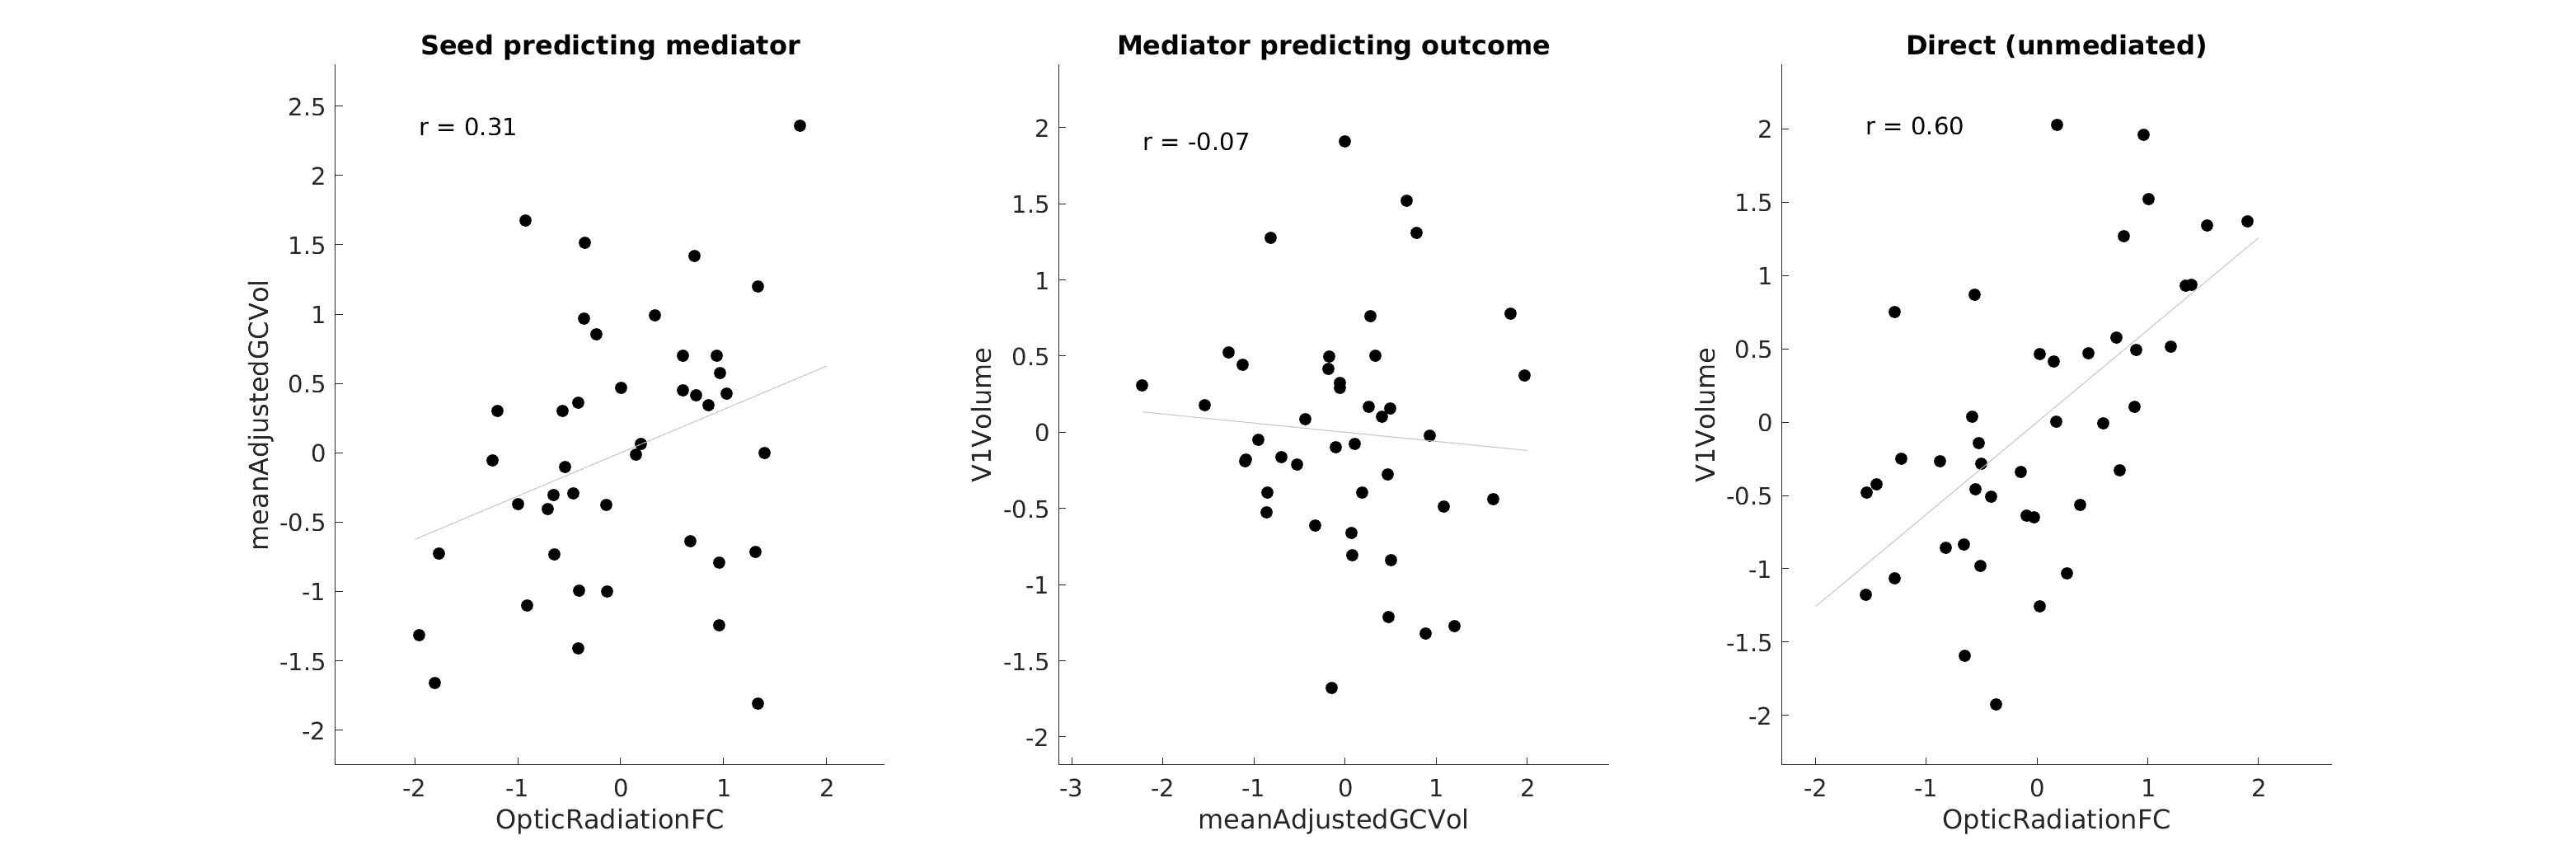 Seed predicting mediator
r = 0.31
2.5
2
1.5
1
0.5
0
-0.5
-1
-1.5
-2
meanAdjustedGCVol
-2 -1 0 1 2
OpticRadiationFC
Mediator predicting outcome
r = -0.07
2
1.5
1
0.5
0
-0.5
-1
-1.5
-2
V1Volume
-3 -2 -1 0 1 2
meanAdjustedGCVol
Direct (unmediated)
r = 0.60
2
1.5
1
0.5
0
-0.5
-1
-1.5
-2
V1Volume
-2 -1 0 1 2
OpticRadiationFC